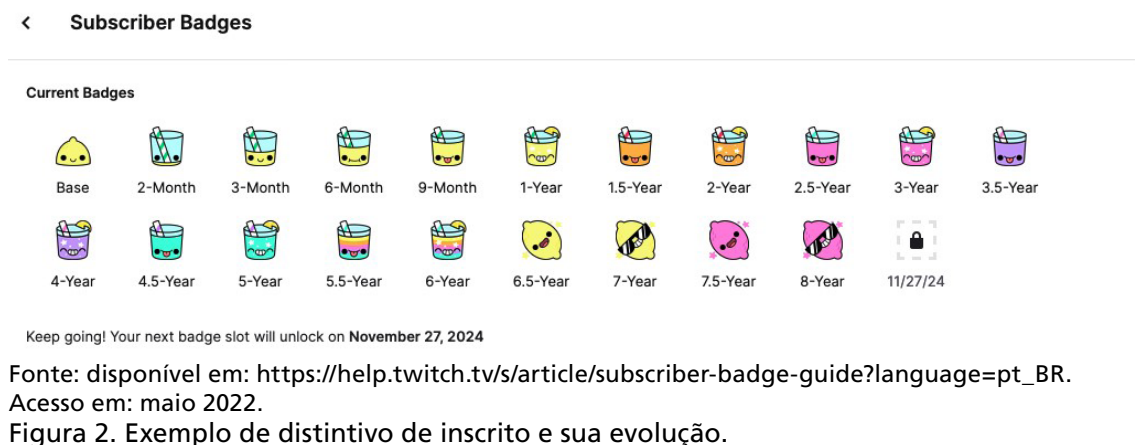 Subscriber Badges
Current Badges
Base 2-Month 3-Month 6-Month 9-Month 1-Year 1.5-Year 2-Year 2.5-Year 3-Year 3.5-Year
4-Year 4.5-Year 5-Year 5.5-Year 6-Year 6.5-Year 7-Year 7.5-Year 8-Year 11/27/24
Keep going! Your next badge slot will unlock on November 27, 2024
Fonte: disponível em: https://help.twitch.tv/s/article/subscriber-badge-guide?language=pt_BR.
Acesso em: maio 2022.
Figura 2. Exemplo de distintivo de inscrito e sua evolução.